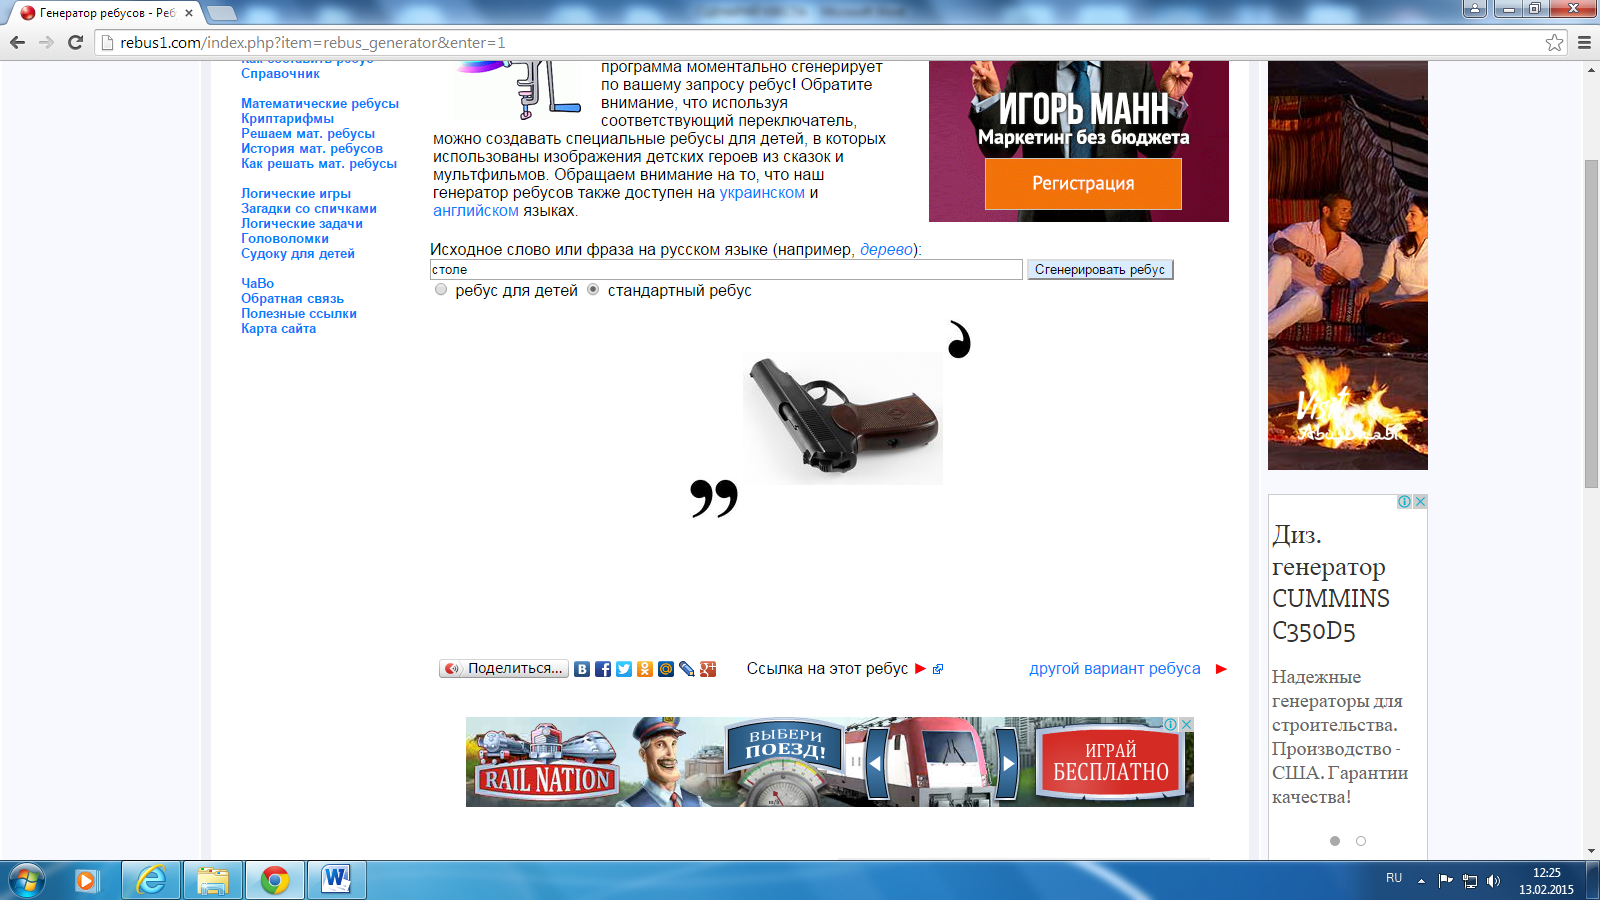 Генератор ребусов - Реб
rebus1.com/index.php?item=rebus_generator&enter=1
Как составить ребус
Справочник
Математические ребусы
Криптарифмы
Решаем мат. ребусы
История мат. ребусов
Как решать мат. ребусы
Логические игры
Загадки со спичками
Логические задачи
Головоломки
Судоку для детей
ЧаВо
Обратная связь
Полезные ссылки
Карта сайта
программа моментально сгенерирует
по вашему запросу ребус! Обратите
внимание, что используя
соответствующий переключатель,
можно создавать специальные ребусы для детей, в которых
использованы изображения детских героев из сказок и
мультфильмов. Обращаем внимание на то, что наш
генератор ребусов также доступен на украинском и
английском языках.
ИГОРЬ МАНН
Маркетинг без бюджета
Регистрация
Исходное слово или фраза на русском языке (например, дерево):
столе
Сгенерировать ребус
ребус для детей стандартный ребус
,
,,
Visit
Abu Dhabi
Диз.
генератор
CUMMINS
C350D5
Надежные
генераторы для
строительства.
Производство -
США. Гарантии
качества!
Поделиться...
Ссылка на этот ребус
другой вариант ребуса
RAIL NATION
ВЫБЕРИ
ПОЕЗД!
ИГРАЙ
БЕСПЛАТНО
RU
12:25
13.02.2015